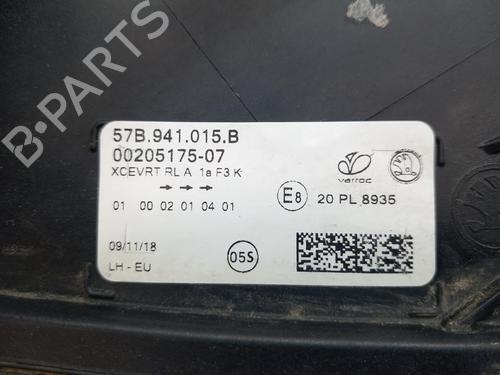 B-PARTS
57B.941.015.B
00205175-07
XCEVRT RL A 1a F3 K
varroc
01 00 02 01 04 01
E8
20 PL 8935
09/11/18
LH - EU
05S